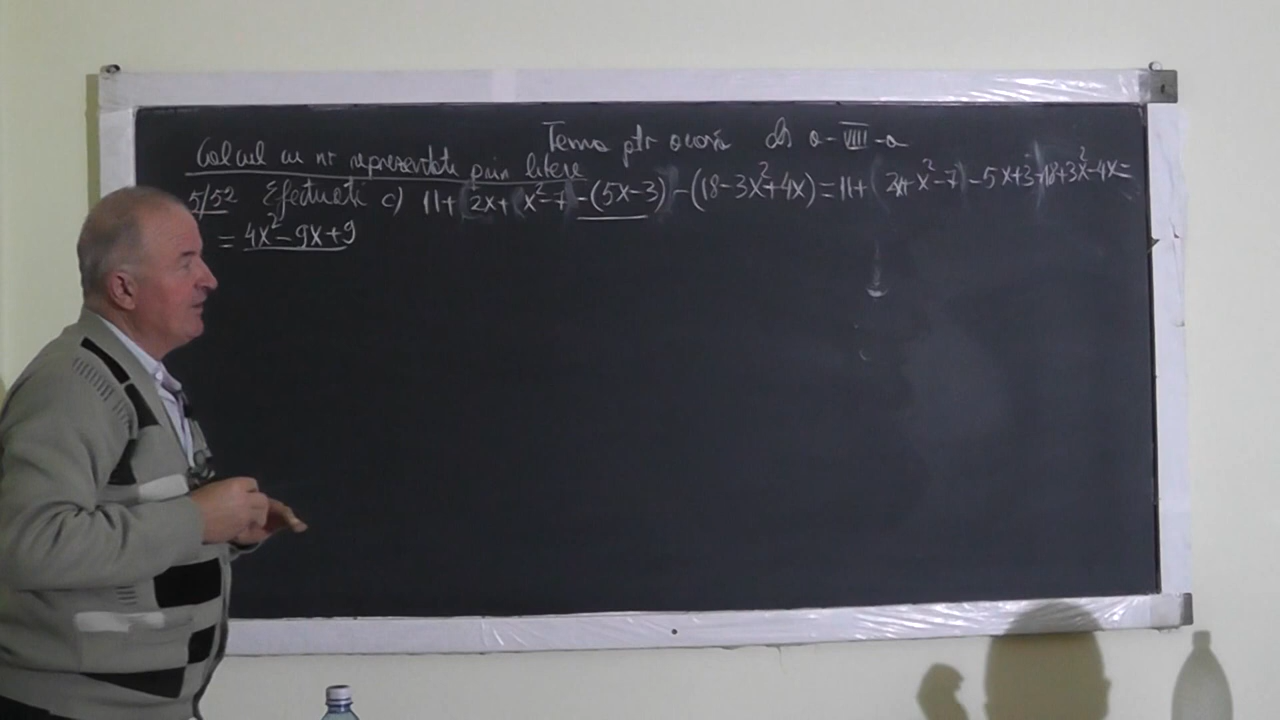 Tema ptr acasă cls a-VIII-a
Calcul cu nr reprezentate prin litere
5/52 Efectuati c) 11+(2x+(x²-7)-(5x-3))-(18-3x²+4x)=11+(2x+x²-7)-5x+3-18+3x²-4x=
=4x²-9x+9